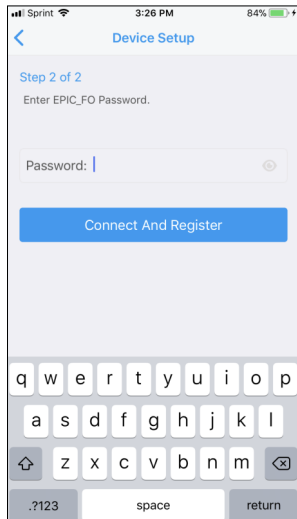 Sprint 3:26 PM 84%
Device Setup
Step 2 of 2
Enter EPIC_FO Password.
Password:
Connect And Register
q w e r t y u i o p
a s d f g h j k l
z x c v b n m
.?123 space return